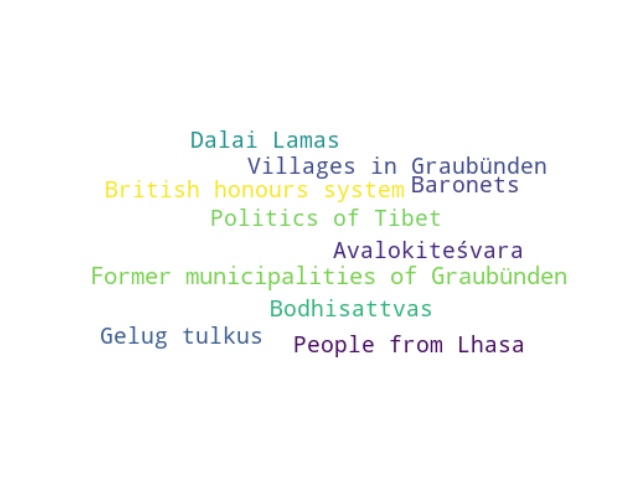 Dalai Lamas
Villages in Graubünden
British honours system
Baronets
Politics of Tibet
Avalokiteśvara
Former municipalities of Graubünden
Bodhisattvas
Gelug tulkus
People from Lhasa